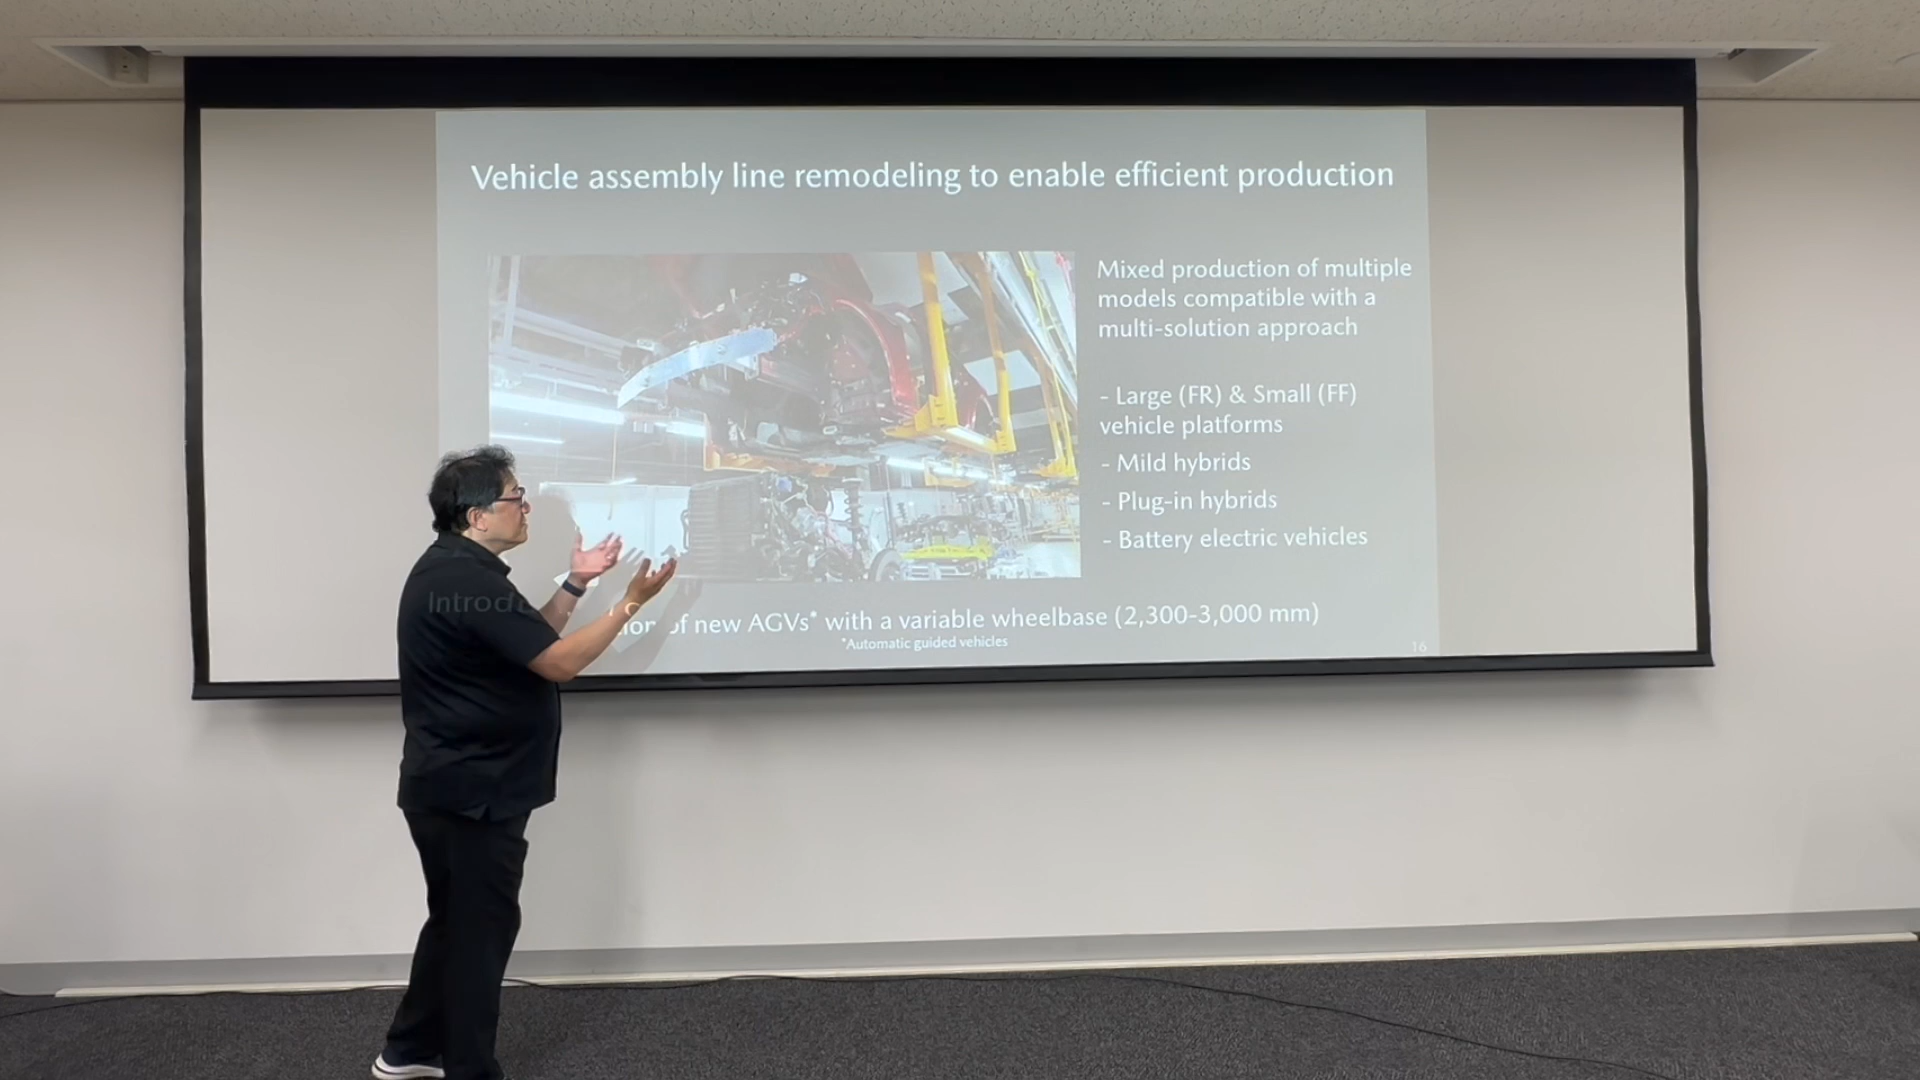 Vehicle assembly line remodeling to enable efficient production
Mixed production of multiple
models compatible with a
multi-solution approach
- Large (FR) & Small (FF)
vehicle platforms
- Mild hybrids
- Plug-in hybrids
- Battery electric vehicles
of new AGVs* with a variable wheelbase (2,300-3,000 mm)
*Automatic guided vehicles
16